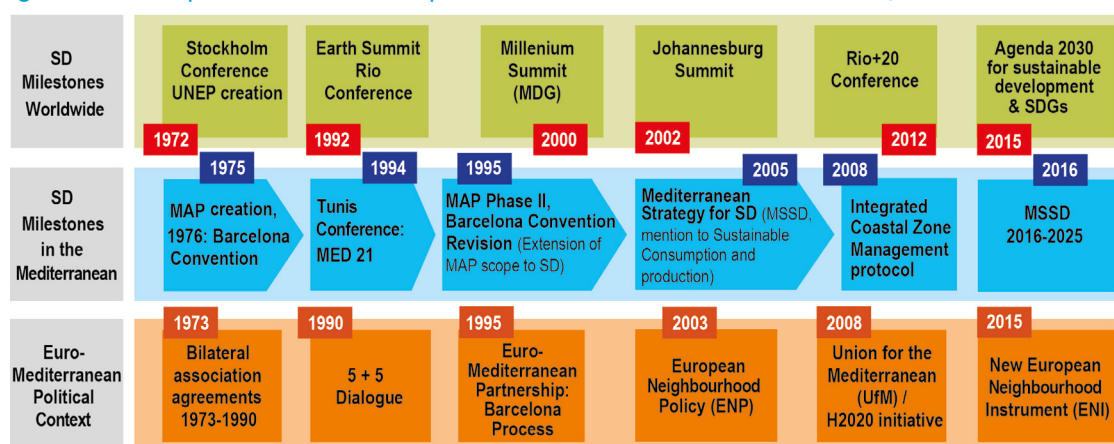 SD
Milestones
Worldwide
Stockholm
Conference
UNEP creation
1972
Earth Summit
Rio
Conference
1992
Millenium
Summit
(MDG)
2000
Johannesburg
Summit
2002
Rio+20
Conference
2012
Agenda 2030
for sustainable
development
& SDGs
2015
SD
Milestones
in the
Mediterranean
1975
MAP creation,
1976: Barcelona
Convention
1994
Tunis
Conference:
MED 21
1995
MAP Phase II,
Barcelona Convention
Revision (Extension of
MAP scope to SD)
2005
Mediterranean
Strategy for SD (MSSD,
mention to Sustainable
Consumption and
production)
2008
Integrated
Coastal Zone
Management
protocol
2016
MSSD
2016-2025
Euro-
Mediterranean
Political
Context
1973
Bilateral
association
agreements
1973-1990
1990
5 + 5
Dialogue
1995
Euro-
Mediterranean
Partnership:
Barcelona
Process
2003
European
Neighbourhood
Policy (ENP)
2008
Union for the
Mediterranean
(UfM) /
H2020 initiative
2015
New European
Neighbourhood
Instrument (ENI)